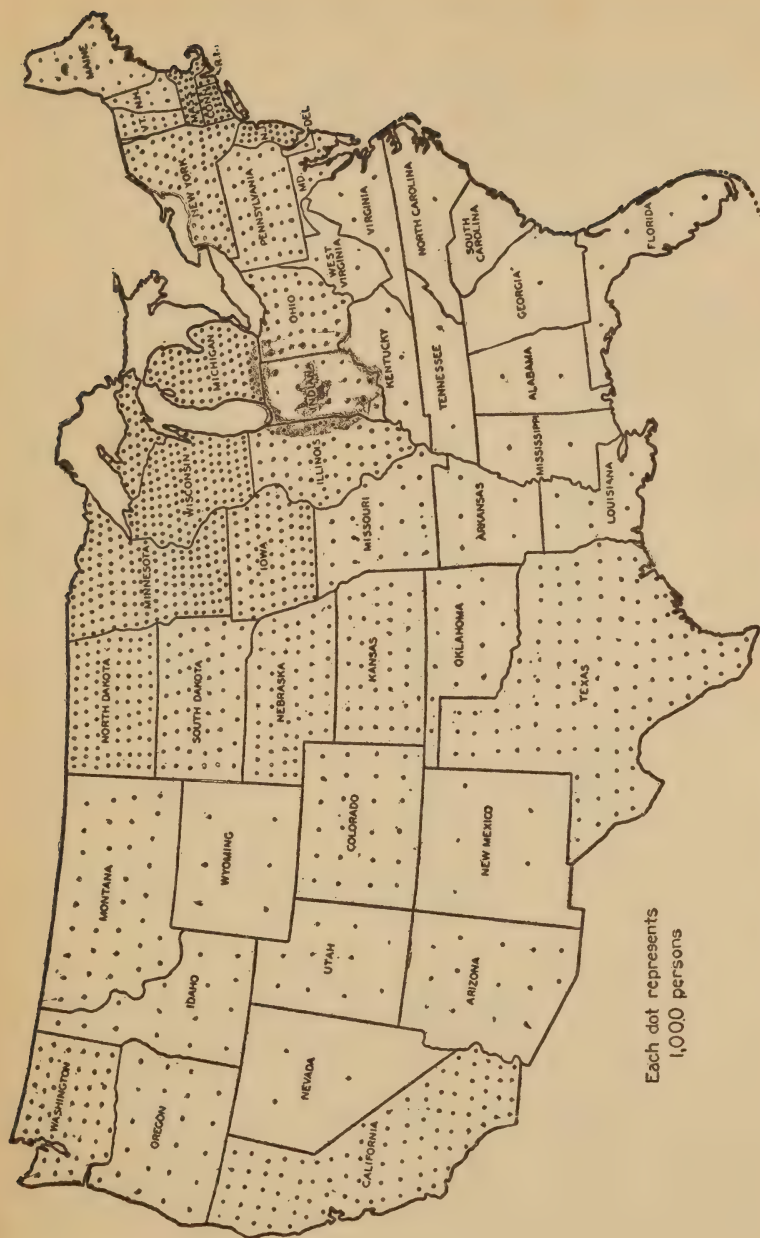 WASHINGTON
OREGON
CALIFORNIA
NEVADA
IDAHO
MONTANA
WYOMING
UTAH
ARIZONA
COLORADO
NEW MEXICO
NORTH DAKOTA
SOUTH DAKOTA
NEBRASKA
KANSAS
OKLAHOMA
TEXAS
MINNESOTA
IOWA
MISSOURI
ARKANSAS
LOUISIANA
WISCONSIN
ILLINOIS
MICHIGAN
INDIANA
OHIO
KENTUCKY
TENNESSEE
MISSISSIPPI
ALABAMA
GEORGIA
FLORIDA
SOUTH
CAROLINA
NORTH CAROLINA
VIRGINIA
WEST
VIRGINIA
MD.
DEL.
PENNSYLVANIA
N.J.
NEW YORK
VT.
N.H.
MAINE
MASS.
CONN.
R.I.
Each dot represents
1,000 persons